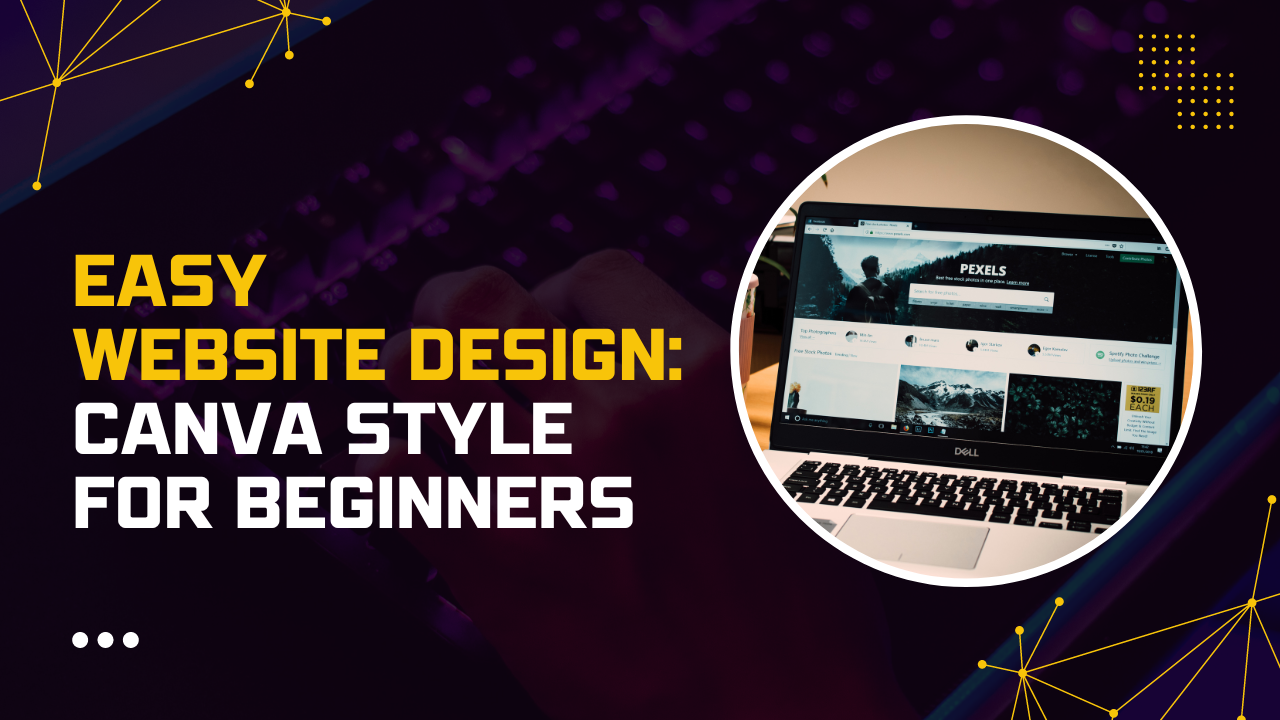 EASY
WEBSITE DESIGN:
CANVA STYLE
FOR BEGINNERS
PEXELS
Best free stock photos in one place. Learn more
Top Photographers
Free Stock Photos
Spotify Photo Challenge
123RF
$0.19
EACH
DELL